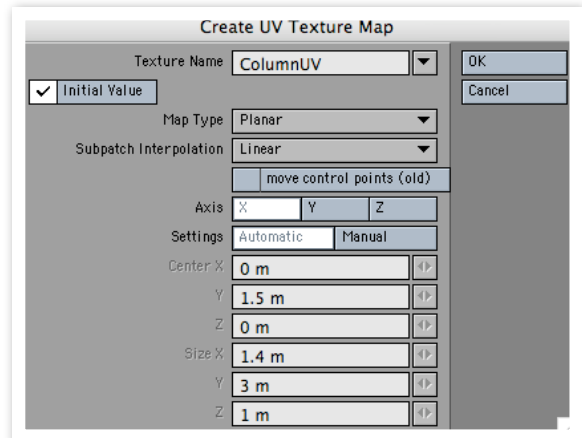 Create UV Texture Map
Texture Name ColumnUV OK
Initial Value Cancel
Map Type Planar
Subpatch Interpolation Linear
move control points (old)
Axis X Y Z
Settings Automatic Manual
Center X 0 m
Y 1.5 m
Z 0 m
Size X 1.4 m
Y 3 m
Z 1 m